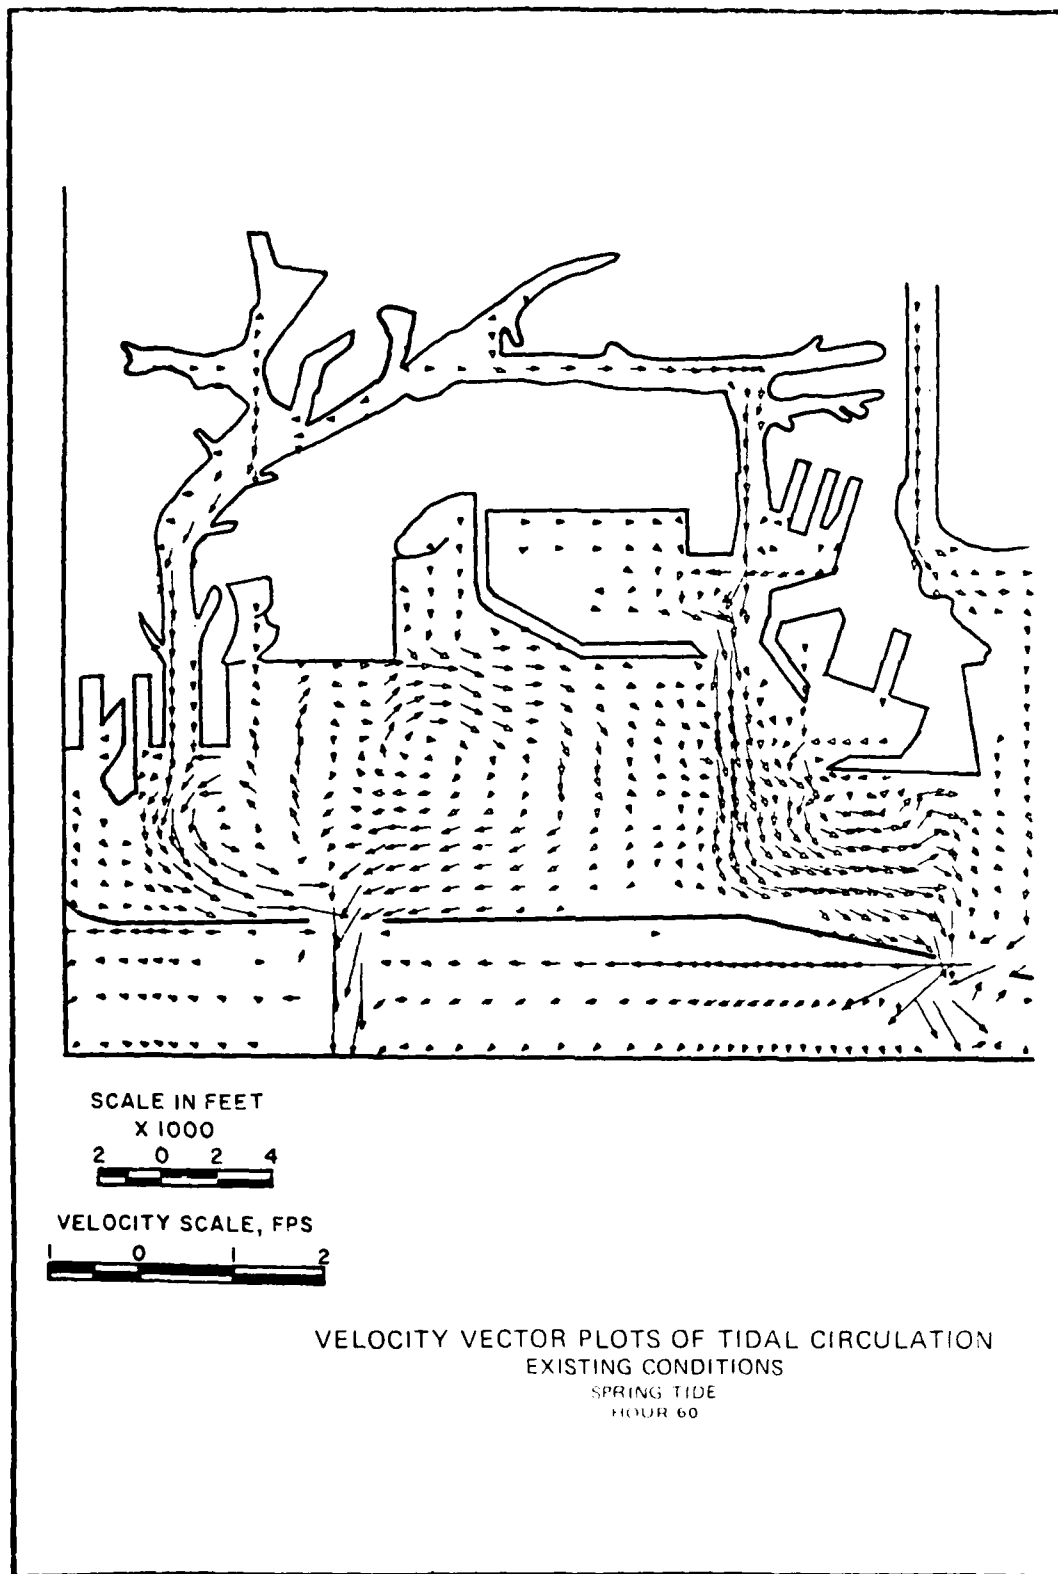 SCALE IN FEET
X 1000
2 0 2 4
VELOCITY SCALE, FPS
1 0 1 2
VELOCITY VECTOR PLOTS OF TIDAL CIRCULATION
EXISTING CONDITIONS
SPRING TIDE
HOUR 60